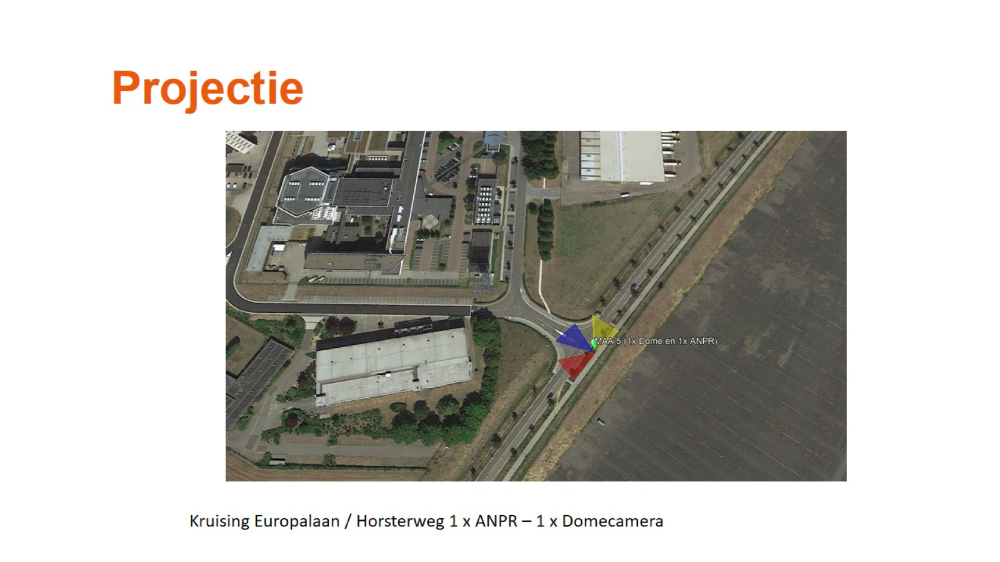 Projectie
MAA 5 (1x Dome en 1x ANPR)
Kruising Europalaan / Horsterweg 1 x ANPR – 1 x Domecamera